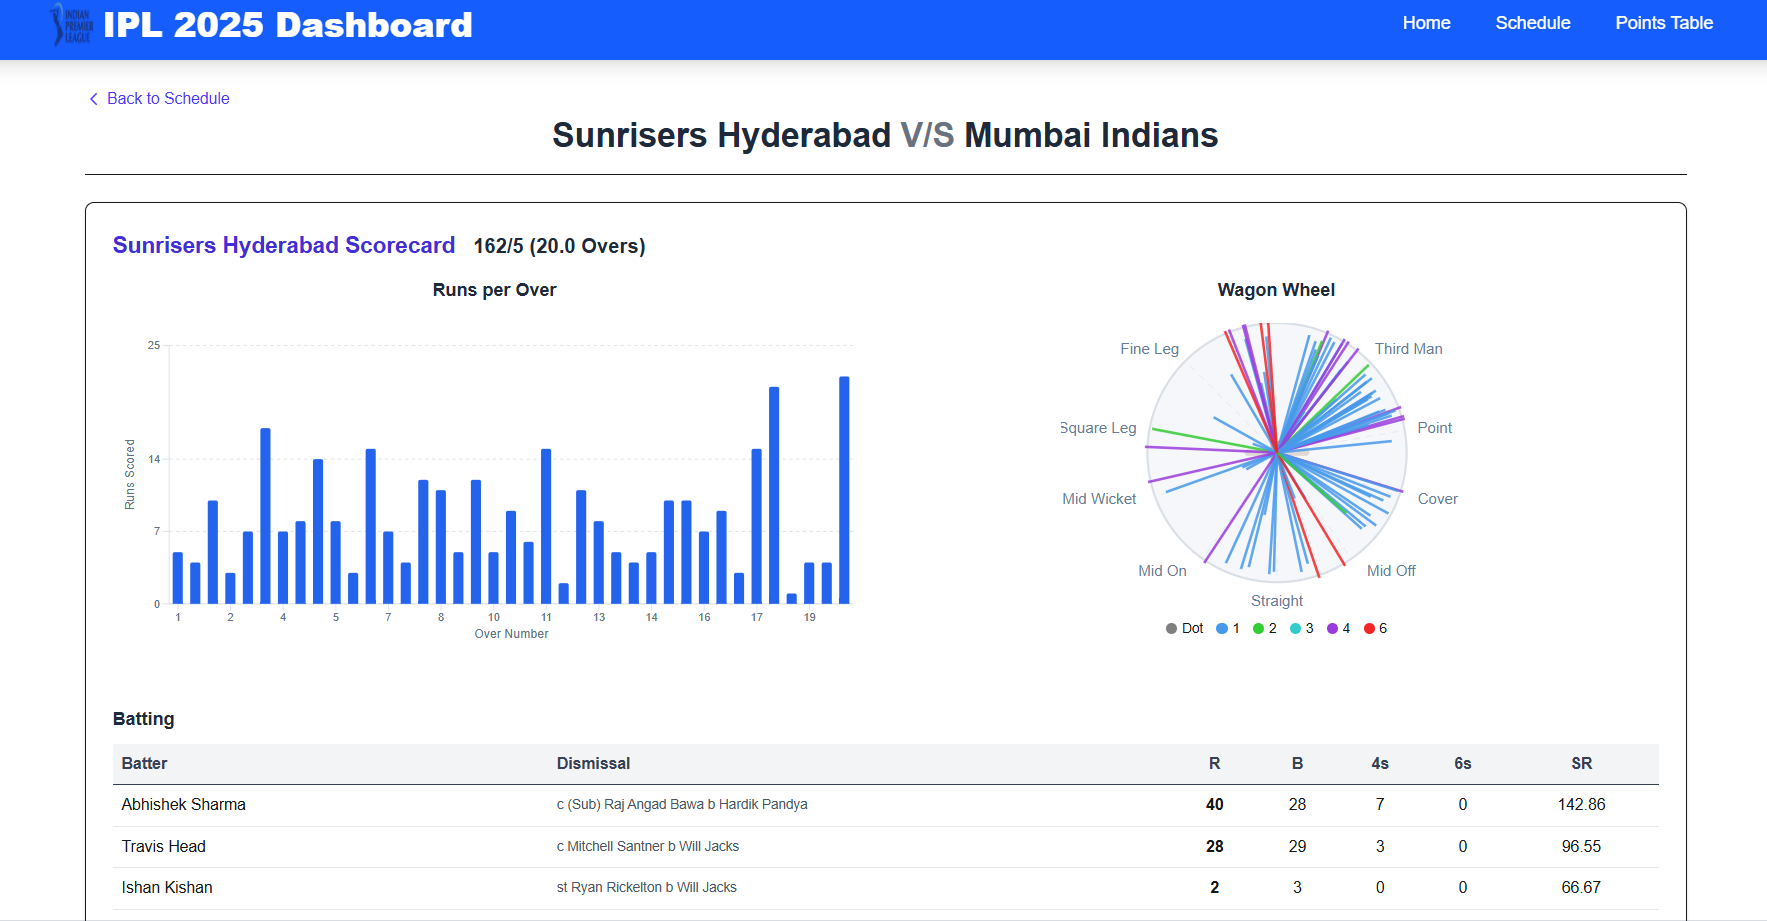 INDIAN
PREMIER
LEAGUE
IPL 2025 Dashboard
Home Schedule Points Table
Back to Schedule
Sunrisers Hyderabad V/S Mumbai Indians
Sunrisers Hyderabad Scorecard 162/5 (20.0 Overs)
Runs per Over
25
14
7
0
Runs Scored
1 2 4 5 7 8 10 11 13 14 16 17 19
Over Number
Wagon Wheel
Fine Leg Third Man
Square Leg Point
Mid Wicket Cover
Mid On Mid Off
Straight
Dot 1 2 3 4 6
Batting
Batter Dismissal R B 4s 6s SR
Abhishek Sharma c (Sub) Raj Angad Bawa b Hardik Pandya 40 28 7 0 142.86
Travis Head c Mitchell Santner b Will Jacks 28 29 3 0 96.55
Ishan Kishan st Ryan Rickelton b Will Jacks 2 3 0 0 66.67